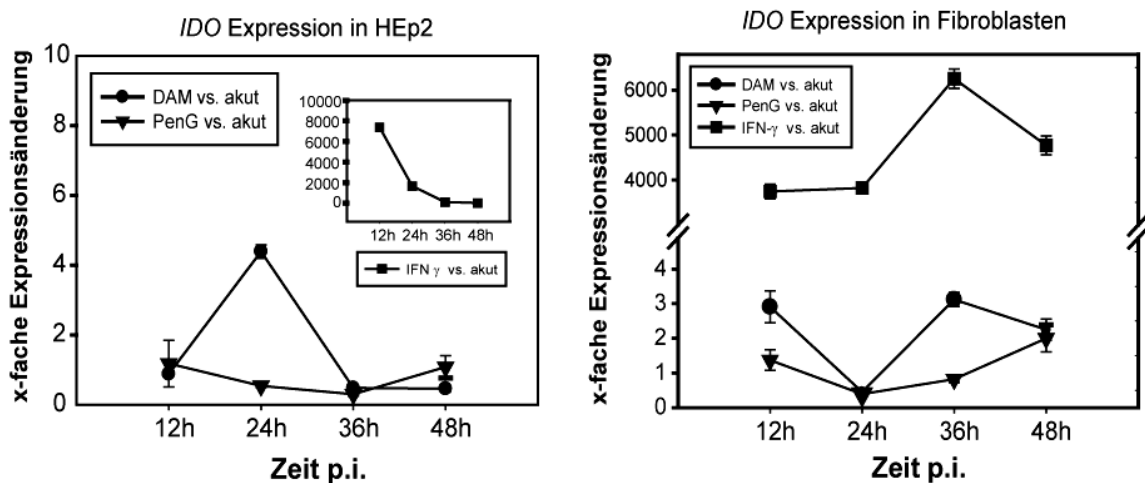 IDO Expression in HEp2
x-fache Expressionsänderung
10
8
6
4
2
0
DAM vs. akut
PenG vs. akut
10000
8000
6000
4000
2000
0
12h 24h 36h 48h
IFN γ vs. akut
12h 24h 36h 48h
Zeit p.i.
IDO Expression in Fibroblasten
x-fache Expressionsänderung
6000
5000
4000
4
3
2
1
0
DAM vs. akut
PenG vs. akut
IFN-γ vs. akut
12h 24h 36h 48h
Zeit p.i.